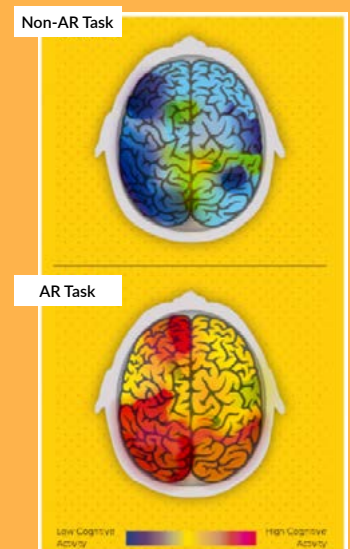 Non-AR Task
AR Task
Low Cognitive
Activity
High Cognitive
Activity